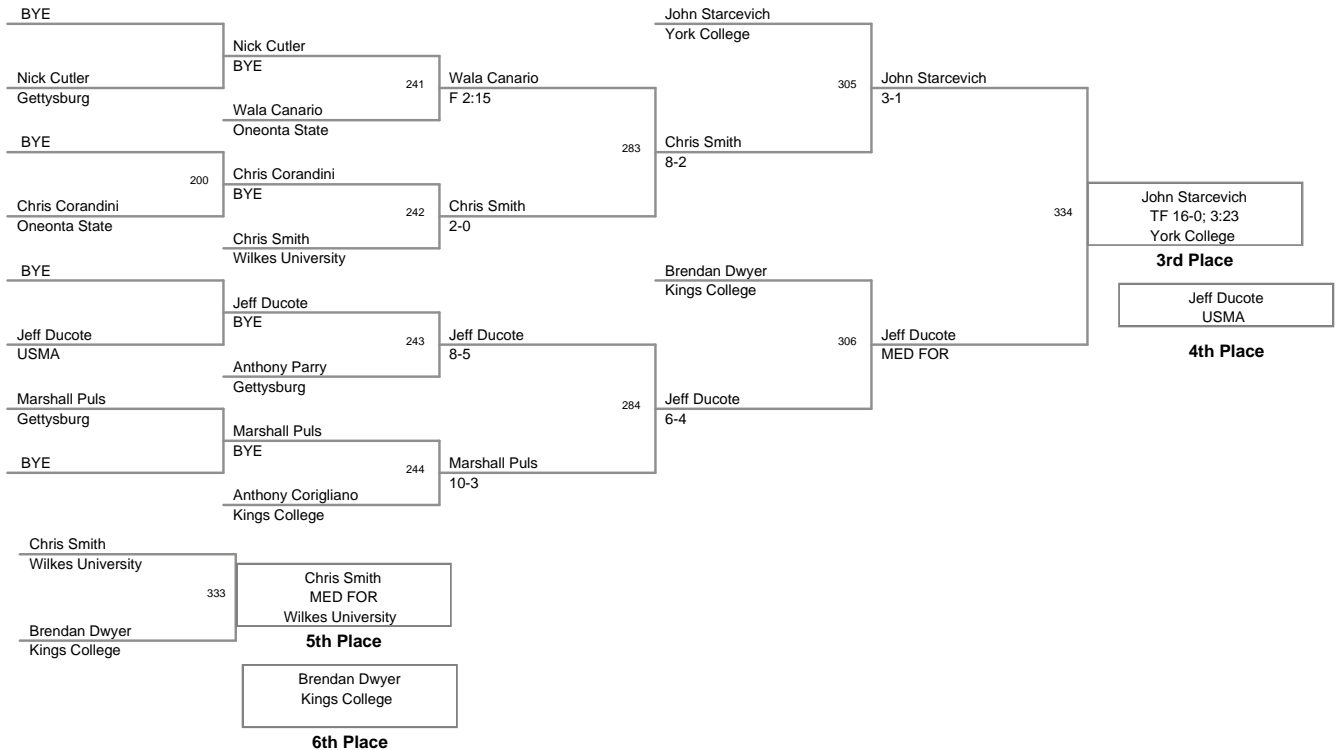 BYE
Nick Cutler
Gettysburg
BYE
200
Chris Corandini
Oneonta State
BYE
Jeff Ducote
USMA
Marshall Puls
Gettysburg
BYE
Nick Cutler
BYE
241
Wala Canario
Oneonta State
Chris Corandini
BYE
242
Chris Smith
Wilkes University
Jeff Ducote
BYE
243
Anthony Parry
Gettysburg
Marshall Puls
BYE
244
Anthony Corigliano
Kings College
Wala Canario
F 2:15
283
Chris Smith
2-0
Jeff Ducote
8-5
284
Marshall Puls
10-3
John Starcevich
York College
305
Chris Smith
8-2
Brendan Dwyer
Kings College
306
Jeff Ducote
6-4
John Starcevich
3-1
334
Jeff Ducote
MED FOR
John Starcevich
TF 16-0; 3:23
York College
3rd Place
Jeff Ducote
USMA
4th Place
Chris Smith
Wilkes University
333
Brendan Dwyer
Kings College
Chris Smith
MED FOR
Wilkes University
5th Place
Brendan Dwyer
Kings College
6th Place